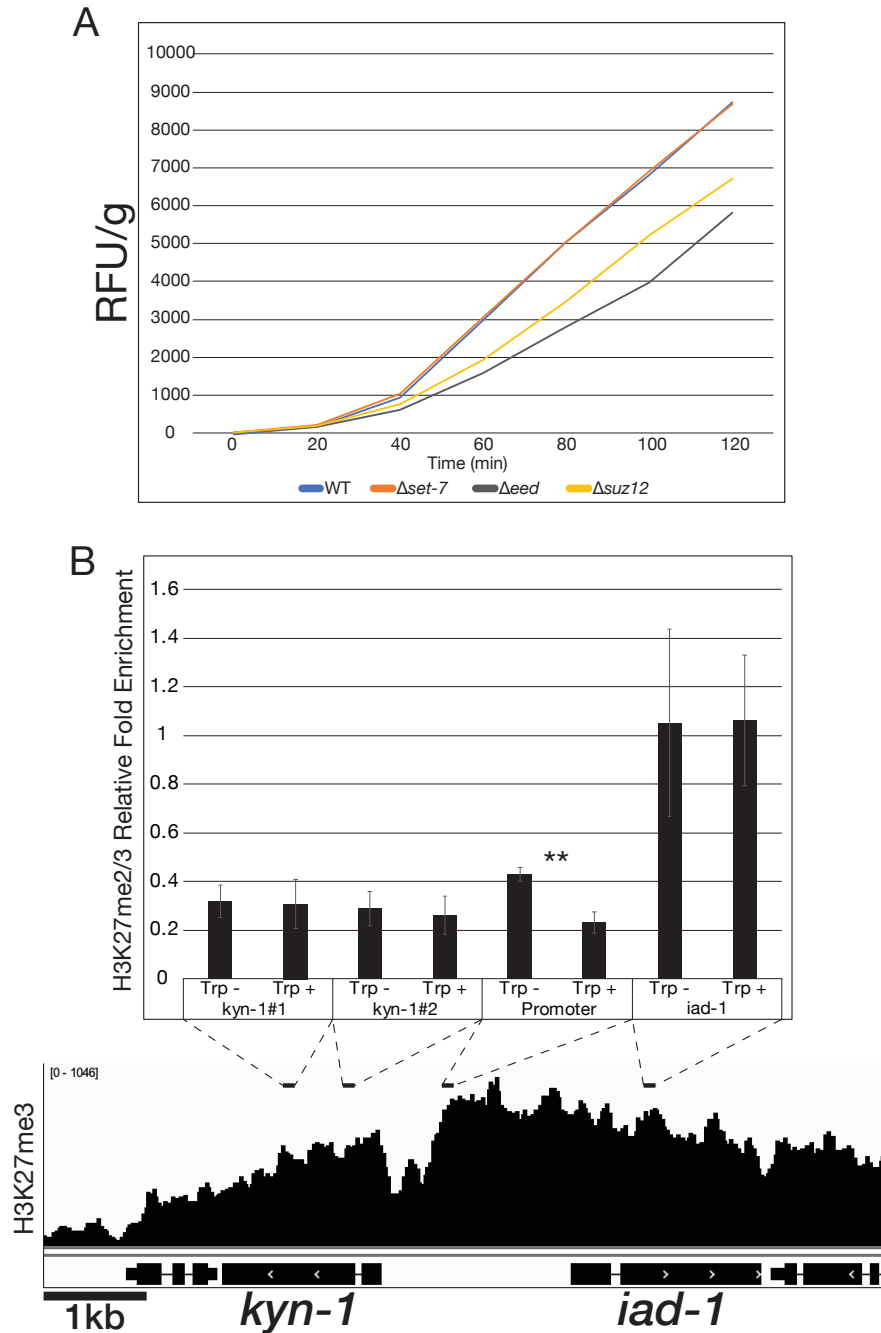 A
10000
9000
8000
7000
6000
5000
4000
3000
2000
1000
0
RFU/g
0 20 40 60 80 100 120
Time (min)
WT Δset-7 Δeed Δsuz12
B
H3K27me2/3 Relative Fold Enrichment
1.6
1.4
1.2
1
0.8
0.6
0.4
0.2
0
**
Trp - Trp + Trp - Trp + Trp - Trp + Trp - Trp +
kyn-1#1 kyn-1#2 Promoter iad-1
[0 - 1046]
H3K27me3
1kb kyn-1 iad-1